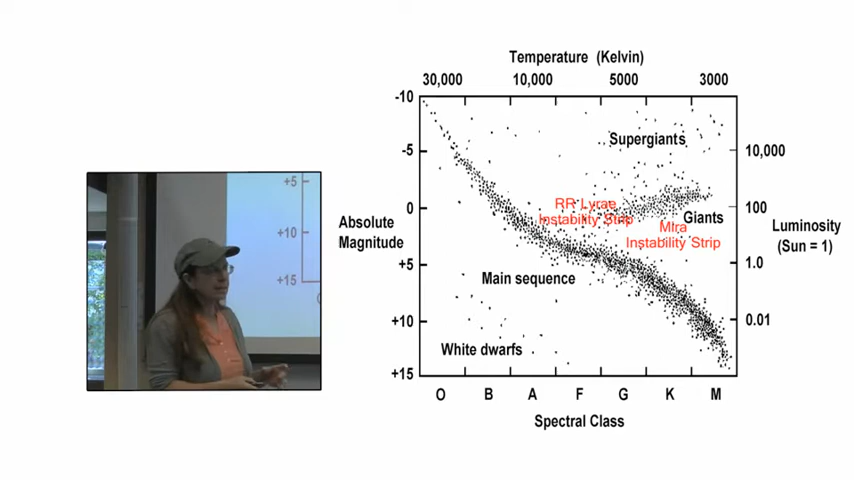 Temperature (Kelvin)
30,000 10,000 5000 3000
-10
-5
0
+5
+10
+15
Absolute
Magnitude
Supergiants
RR Lyrae
Instability Strip
Giants
Mira
Instability Strip
Main sequence
White dwarfs
10,000
100
1.0
0.01
Luminosity
(Sun = 1)
O B A F G K M
Spectral Class
+5
+10
+15